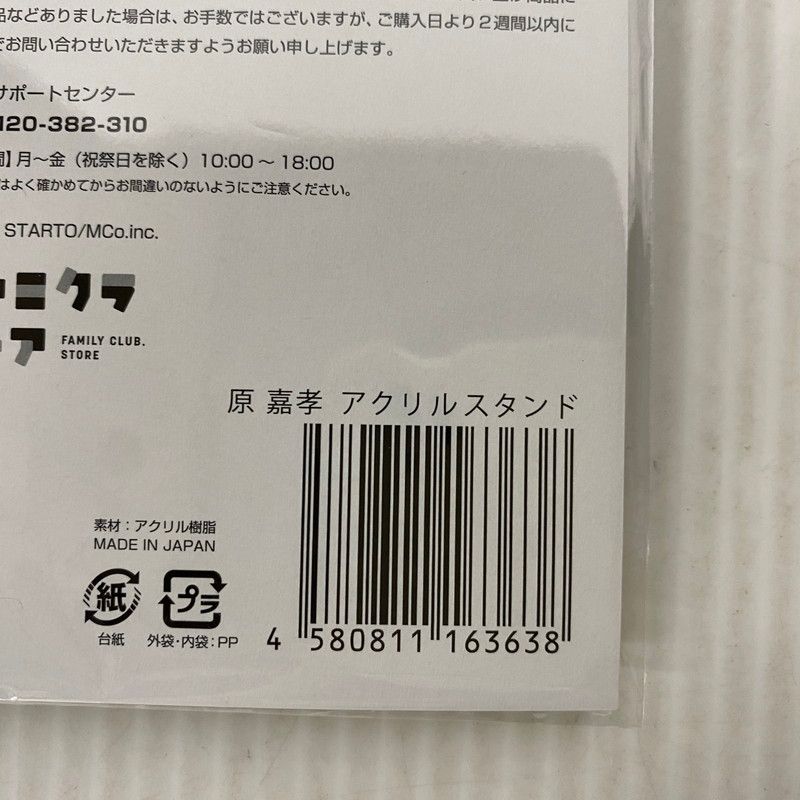 品などありました場合は、お手数ではございますが、ご購入日より2週間以内に
でお問い合わせいただきますようお願い申し上げます。
サポートセンター
120-382-310
間】月〜金（祝祭日を除く）10:00 〜 18:00
はよく確かめてからお間違いのないようにご注意ください。
STARTO/MCo.inc.
ミクラ
ア FAMILY CLUB.
STORE
原 嘉孝 アクリルスタンド
素材：アクリル樹脂
MADE IN JAPAN
紙 プラ
台紙 外袋・内袋：PP
4 580811 163638